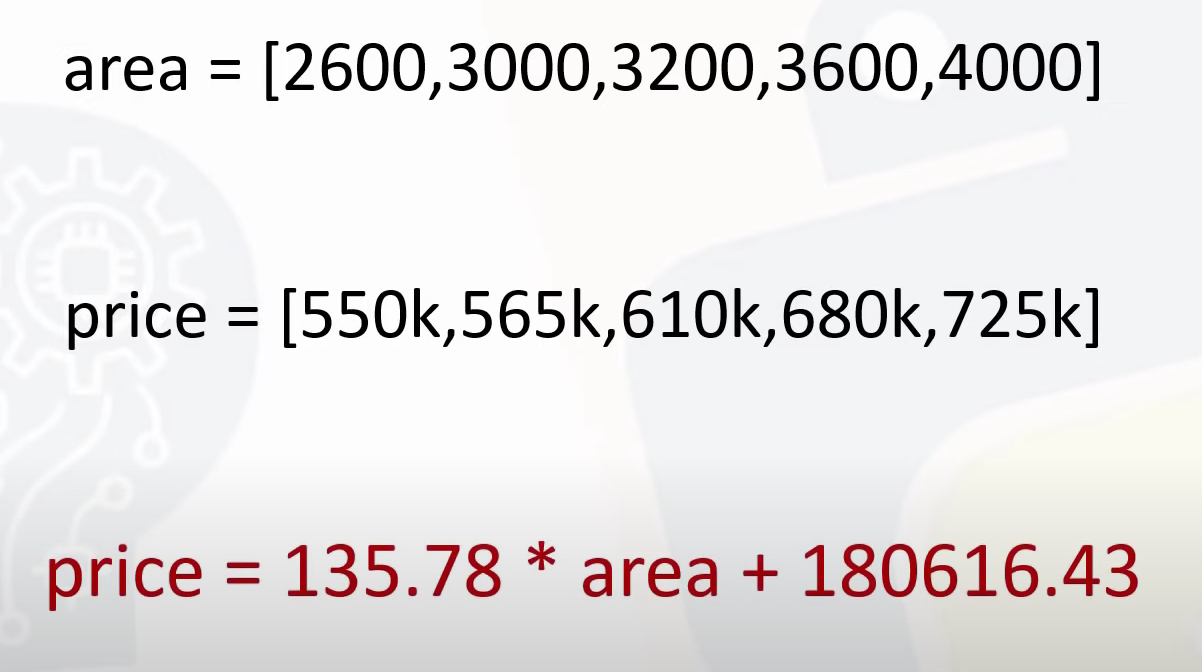 area = [2600,3000,3200,3600,4000]
price = [550k,565k,610k,680k,725k]
price = 135.78 * area + 180616.43